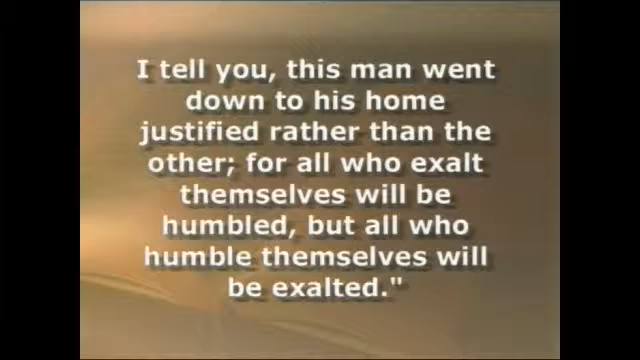 I tell you, this man went
down to his home
justified rather than the
other; for all who exalt
themselves will be
humbled, but all who
humble themselves will
be exalted."